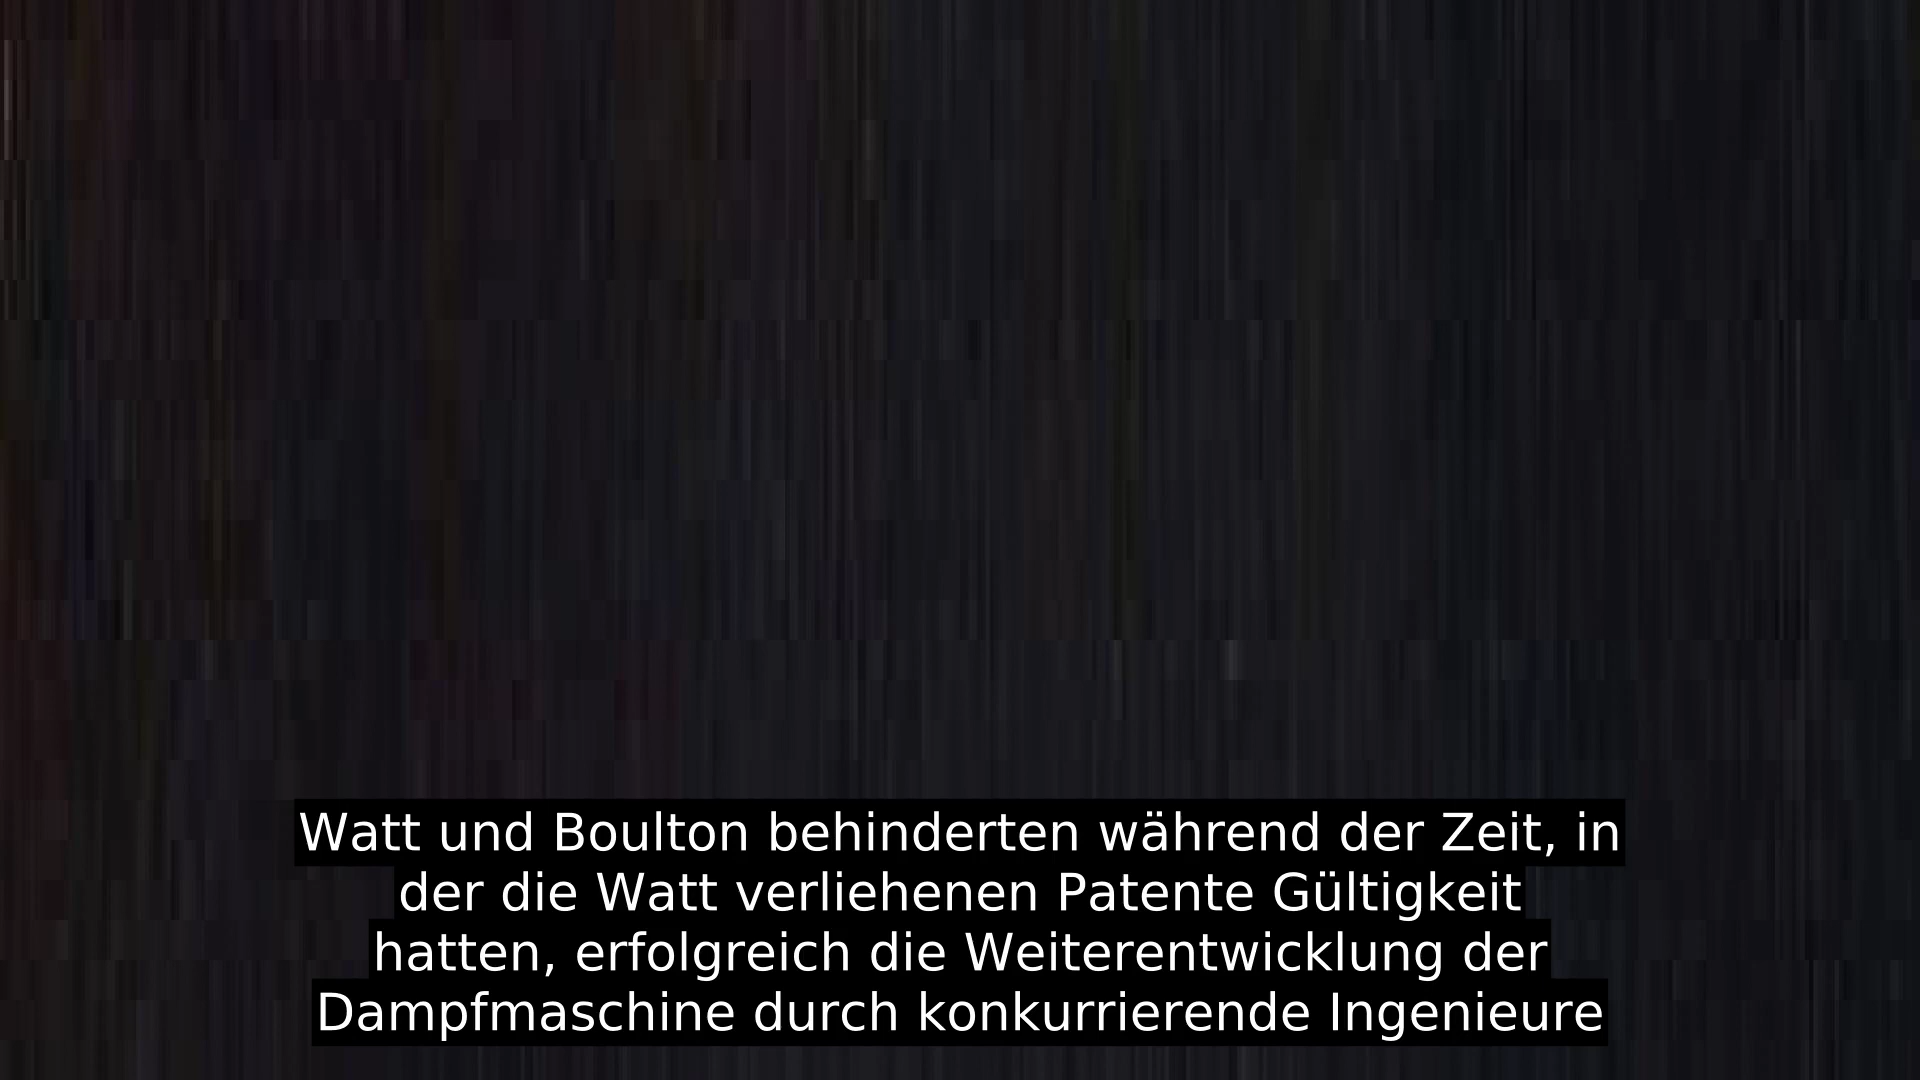 Watt und Boulton behinderten während der Zeit, in
der die Watt verliehenen Patente Gültigkeit
hatten, erfolgreich die Weiterentwicklung der
Dampfmaschine durch konkurrierende Ingenieure